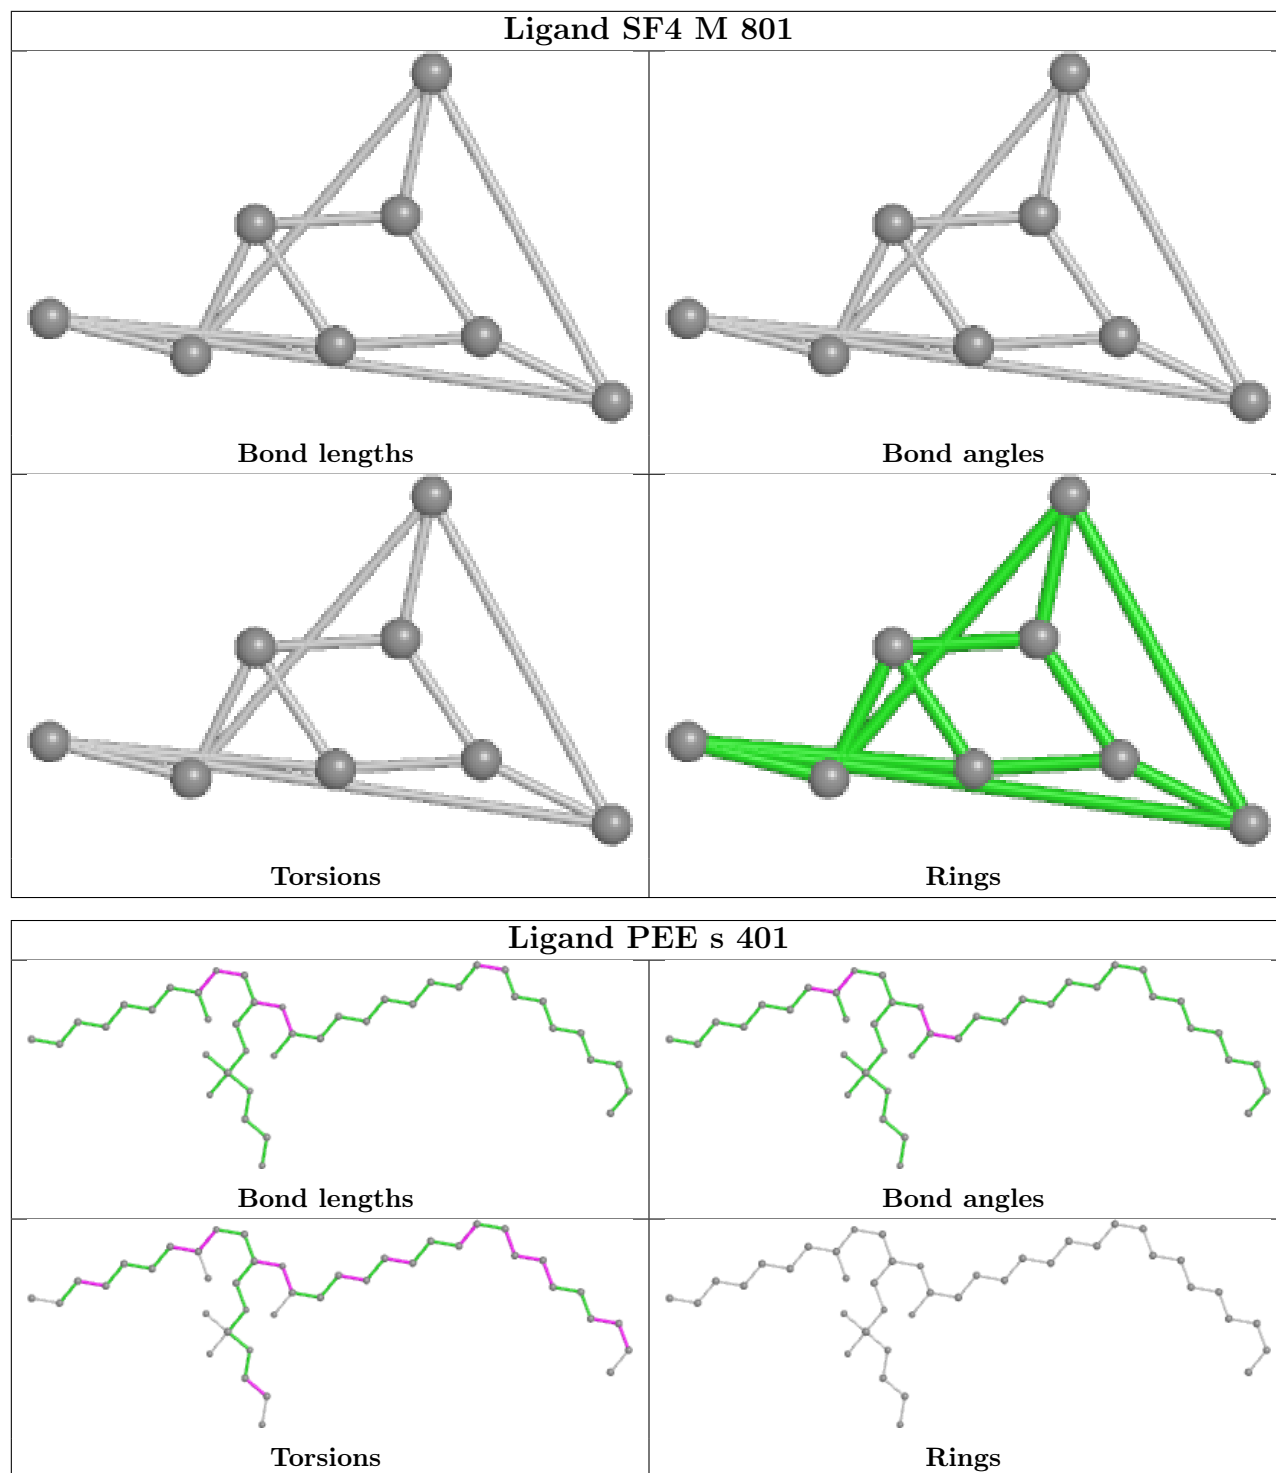 Ligand SF4 M 801
Bond lengths
Bond angles
Torsions
Rings
Ligand PEE s 401
Bond lengths
Bond angles
Torsions
Rings